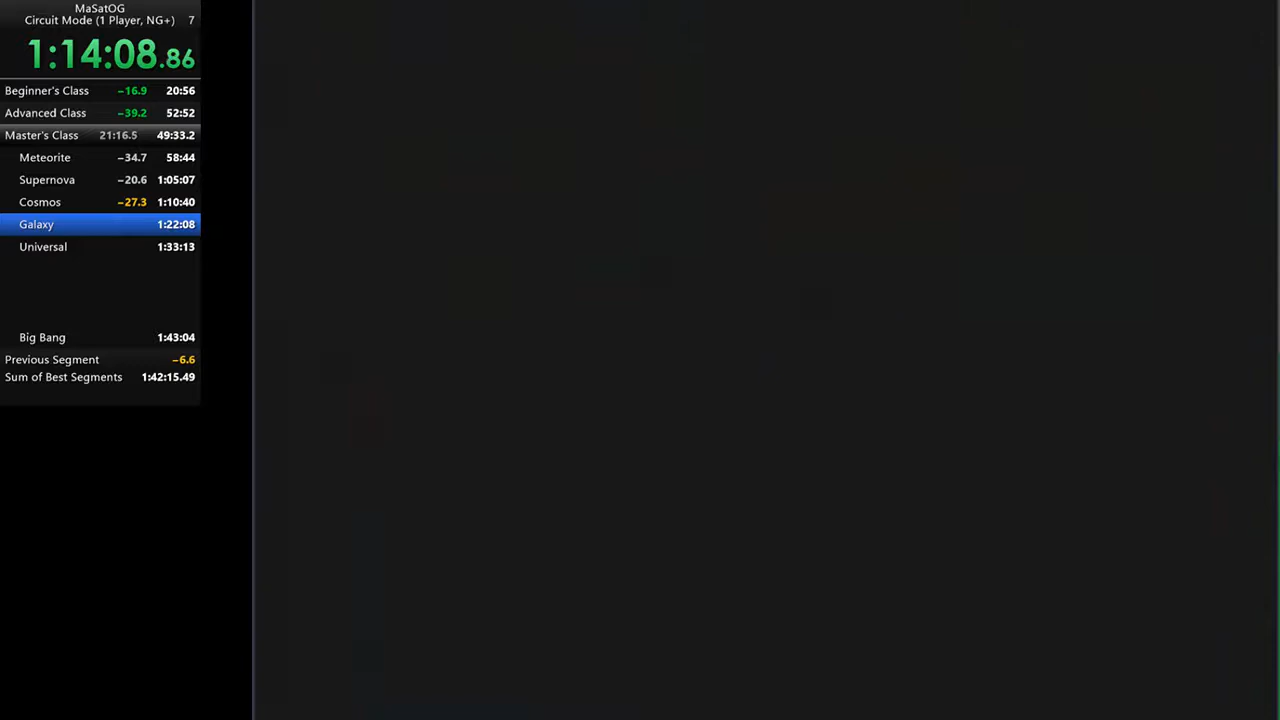 MaSatOG
Circuit Mode (1 Player, NG+) 7
1:14:08.86
Beginner's Class −16.9 20:56
Advanced Class −39.2 52:52
Master's Class 21:16.5 49:33.2
Meteorite −34.7 58:44
Supernova −20.6 1:05:07
Cosmos −27.3 1:10:40
Galaxy 1:22:08
Universal 1:33:13
Big Bang 1:43:04
Previous Segment −6.6
Sum of Best Segments 1:42:15.49